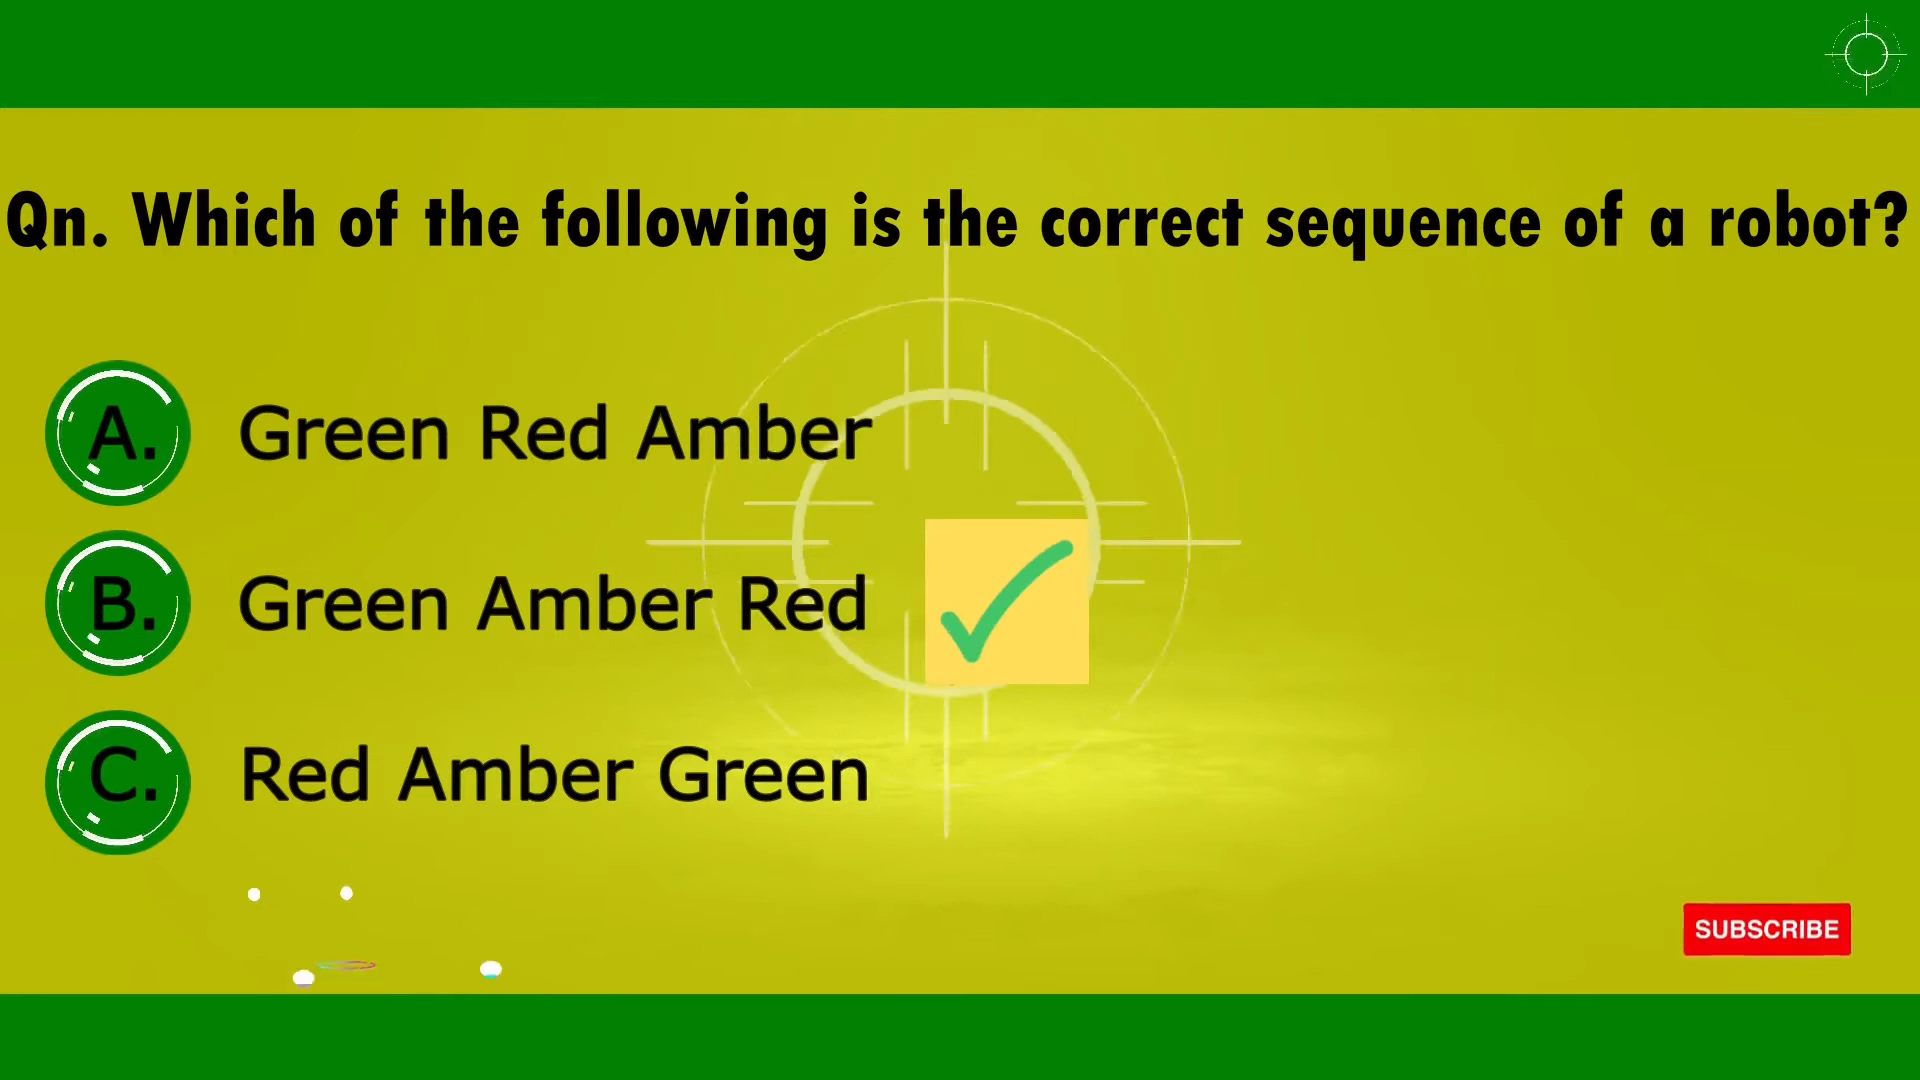 Qn. Which of the following is the correct sequence of a robot?
A. Green Red Amber
B. Green Amber Red
C. Red Amber Green
SUBSCRIBE